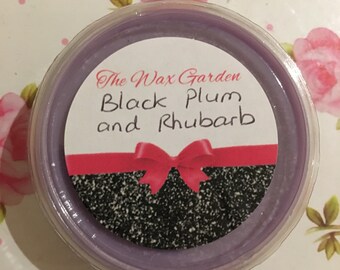 The Wax Garden
Black Plum
and Rhubarb